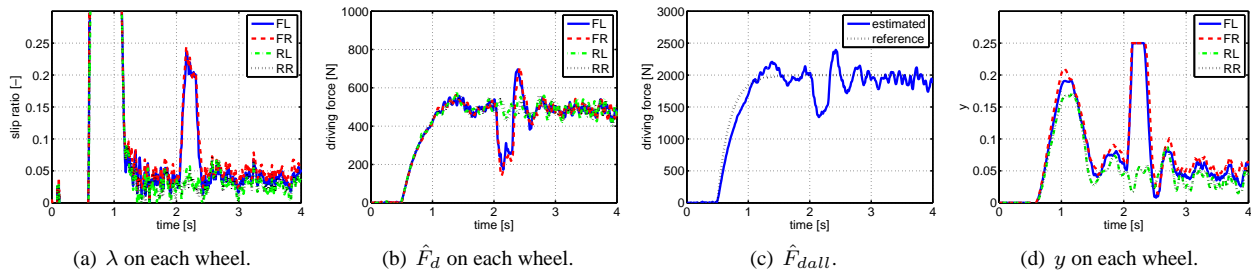 slip ratio [−]
0.25
0.2
0.15
0.1
0.05
0
0 1 2 3 4
time [s]
FL
FR
RL
RR
(a) λ on each wheel.
driving force [N]
1000
800
600
400
200
0
0 1 2 3 4
time [s]
FL
FR
RL
RR
(b) F̂_d on each wheel.
driving force [N]
3000
2500
2000
1500
1000
500
0
0 1 2 3 4
time [s]
estimated
reference
(c) F̂_dall.
y
0.25
0.2
0.15
0.1
0.05
0
0 1 2 3 4
time [s]
FL
FR
RL
RR
(d) y on each wheel.